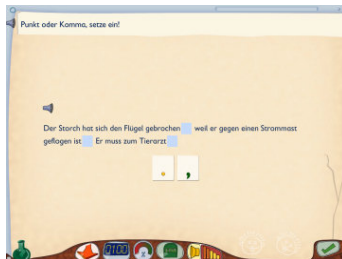 Punkt oder Komma, setze ein!
Der Storch hat sich den Flügel gebrochen weil er gegen einen Strommast
geflogen ist Er muss zum Tierarzt
. ,